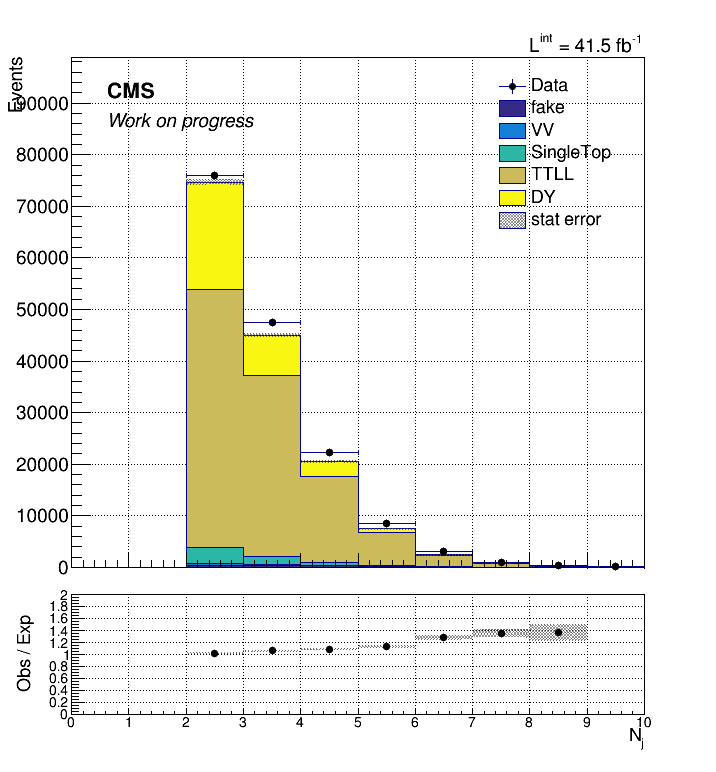 L^int = 41.5 fb^-1
Events
CMS
Work on progress
Data
fake
VV
SingleTop
TTLL
DY
stat error
90000
80000
70000
60000
50000
40000
30000
20000
10000
0
Obs / Exp
2
1.8
1.6
1.4
1.2
1
0.8
0.6
0.4
0.2
0
0 1 2 3 4 5 6 7 8 9 10
N_j